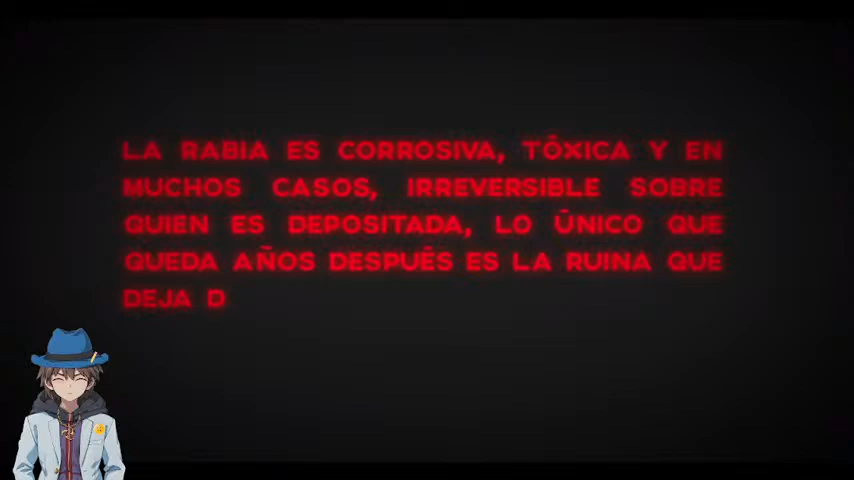 LA RABIA ES CORROSIVA, TÓXICA Y EN
MUCHOS CASOS, IRREVERSIBLE SOBRE
QUIEN ES DEPOSITADA, LO ÚNICO QUE
QUEDA AÑOS DESPUÉS ES LA RUINA QUE
DEJA D